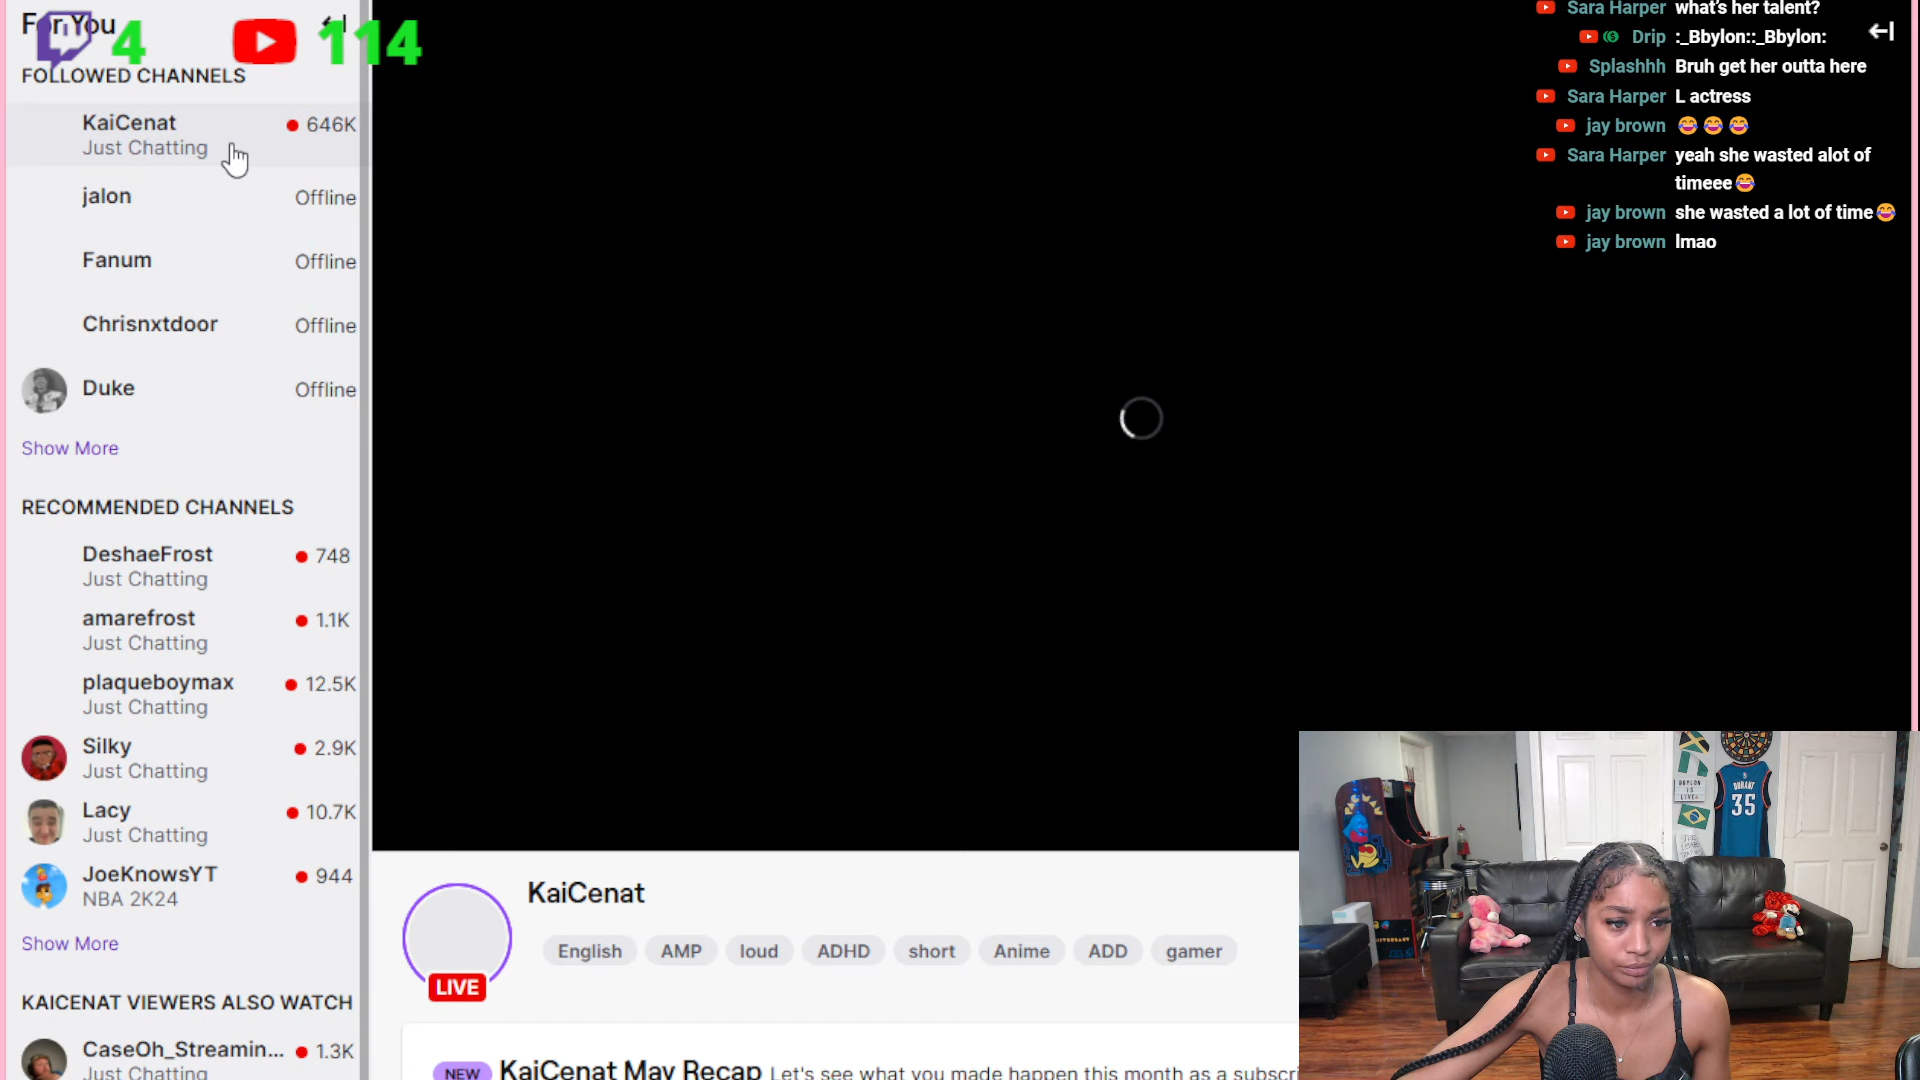 For You
4
114
FOLLOWED CHANNELS
KaiCenat
646K
Just Chatting
jalon
Offline
Fanum
Offline
Chrisnxtdoor
Offline
Duke
Offline
Show More
RECOMMENDED CHANNELS
DeshaeFrost
748
Just Chatting
amarefrost
1.1K
Just Chatting
plaqueboymax
12.5K
Just Chatting
Silky
2.9K
Just Chatting
Lacy
10.7K
Just Chatting
JoeKnowsYT
944
NBA 2K24
Show More
KAICENAT VIEWERS ALSO WATCH
CaseOh_Streamin...
1.3K
Just Chatting
Sara Harper what's her talent?
Drip :_Bbylon::_Bbylon:
Splashhh Bruh get her outta here
Sara Harper L actress
jay brown 😂😂😂
Sara Harper yeah she wasted alot of
timeee😂
jay brown she wasted a lot of time😂
jay brown lmao
KaiCenat
LIVE
English AMP loud ADHD short Anime ADD gamer
NEW KaiCenat May Recap Let's see what you made happen this month as a subscri
BBYLON
IS
LIVE
DURANT
35